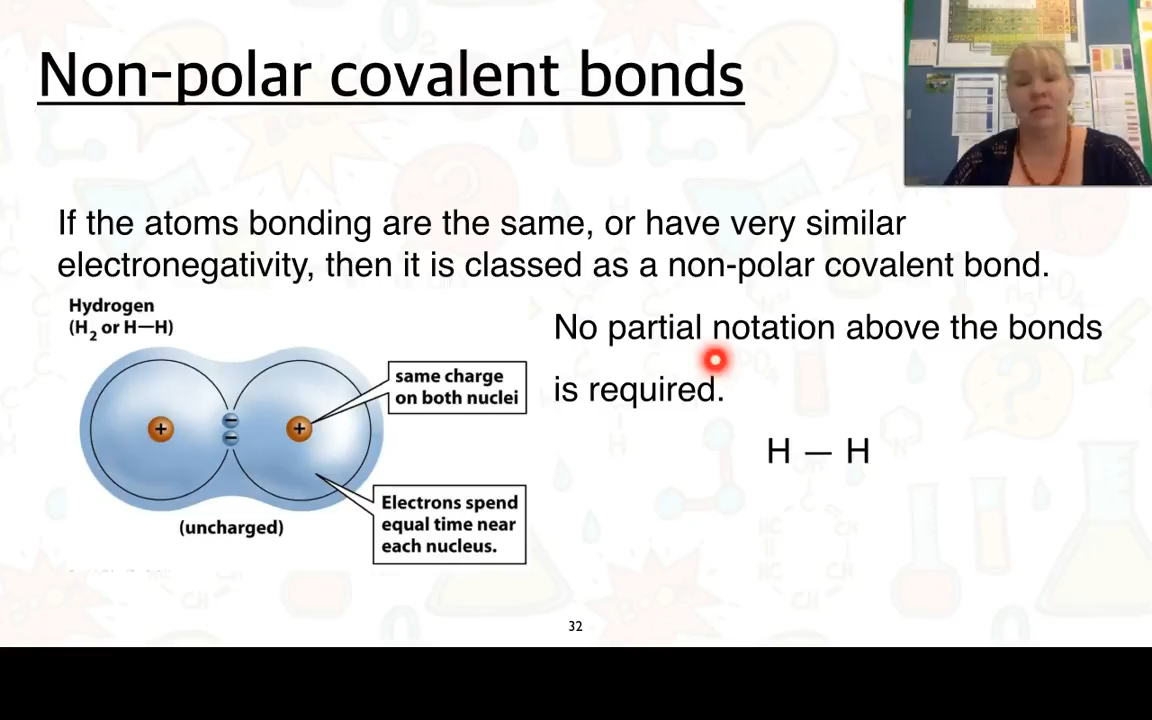 Non-polar covalent bonds
If the atoms bonding are the same, or have very similar
electronegativity, then it is classed as a non-polar covalent bond.
Hydrogen
(H₂ or H—H)
same charge
on both nuclei
+
+
−
−
Electrons spend
equal time near
each nucleus.
(uncharged)
No partial notation above the bonds
is required.
H — H
32